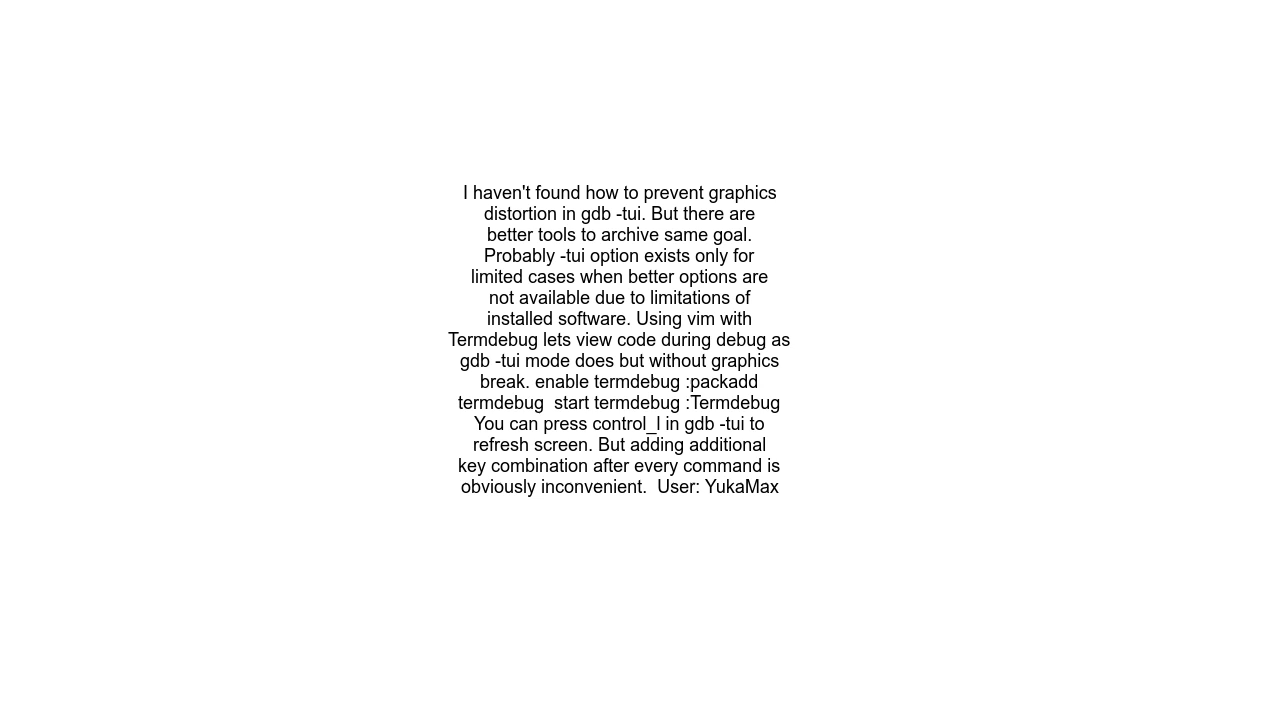 I haven't found how to prevent graphics
distortion in gdb -tui. But there are
better tools to archive same goal.
Probably -tui option exists only for
limited cases when better options are
not available due to limitations of
installed software. Using vim with
Termdebug lets view code during debug as
gdb -tui mode does but without graphics
break. enable termdebug :packadd
termdebug  start termdebug :Termdebug
You can press control_l in gdb -tui to
refresh screen. But adding additional
key combination after every command is
obviously inconvenient.  User: YukaMax